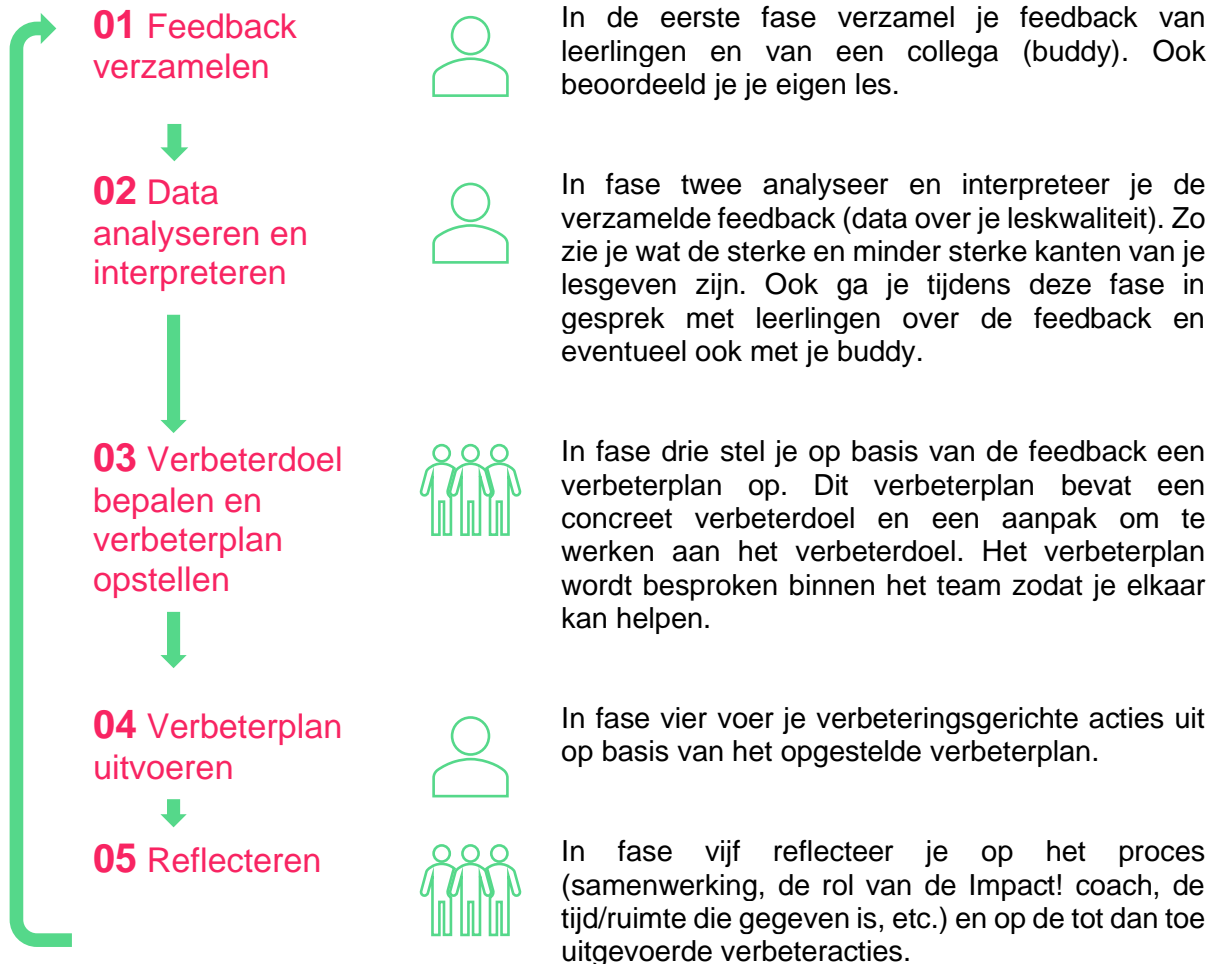 01 Feedback
verzamelen
In de eerste fase verzamel je feedback van
leerlingen en van een collega (buddy). Ook
beoordeeld je je eigen les.
02 Data
analyseren en
interpreteren
In fase twee analyseer en interpreteer je de
verzamelde feedback (data over je leskwaliteit). Zo
zie je wat de sterke en minder sterke kanten van je
lesgeven zijn. Ook ga je tijdens deze fase in
gesprek met leerlingen over de feedback en
eventueel ook met je buddy.
03 Verbeterdoel
bepalen en
verbeterplan
opstellen
In fase drie stel je op basis van de feedback een
verbeterplan op. Dit verbeterplan bevat een
concreet verbeterdoel en een aanpak om te
werken aan het verbeterdoel. Het verbeterplan
wordt besproken binnen het team zodat je elkaar
kan helpen.
04 Verbeterplan
uitvoeren
In fase vier voer je verbeteringsgerichte acties uit
op basis van het opgestelde verbeterplan.
05 Reflecteren
In fase vijf reflecteer je op het proces
(samenwerking, de rol van de Impact! coach, de
tijd/ruimte die gegeven is, etc.) en op de tot dan toe
uitgevoerde verbeteracties.